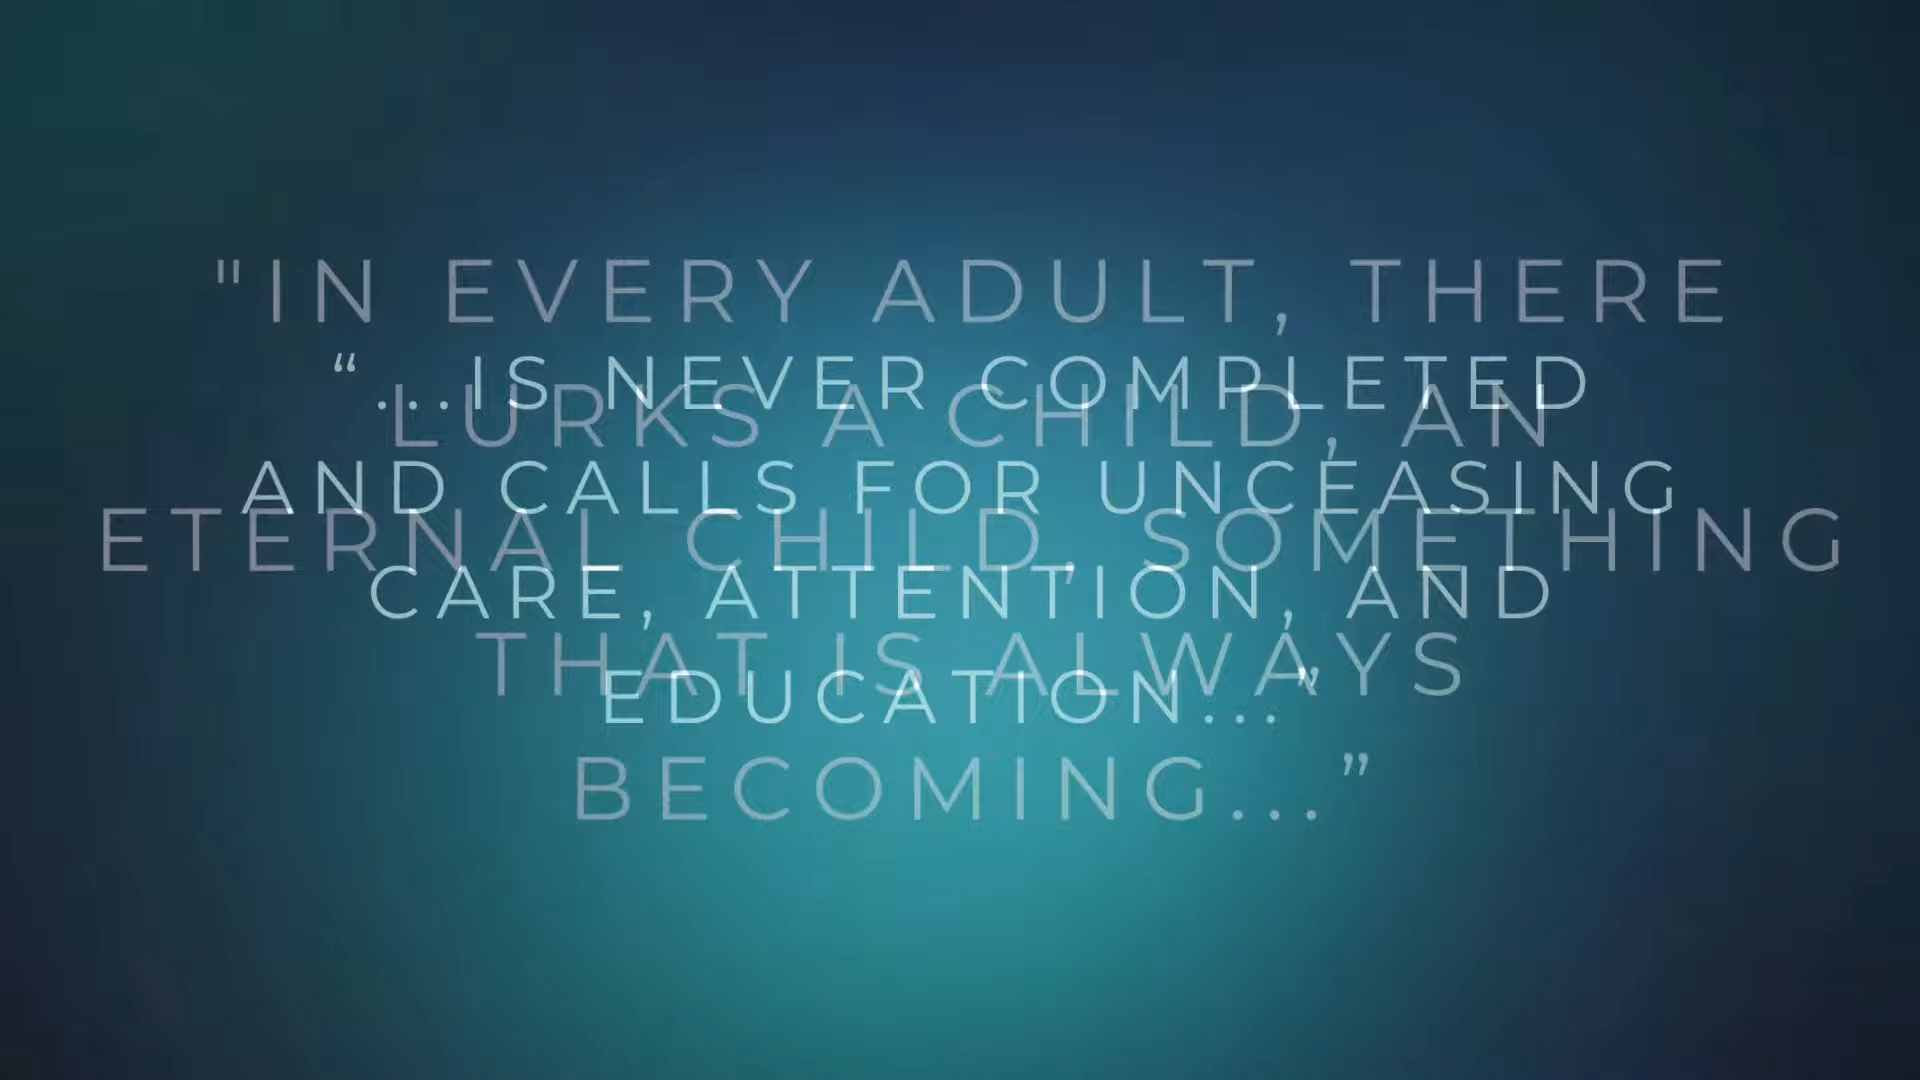 "IN EVERY ADULT, THERE
LURKS A CHILD, AN
ETERNAL CHILD, SOMETHING
THAT IS ALWAYS
BECOMING...”
“...IS NEVER COMPLETED
AND CALLS FOR UNCEASING
CARE, ATTENTION, AND
EDUCATION...”